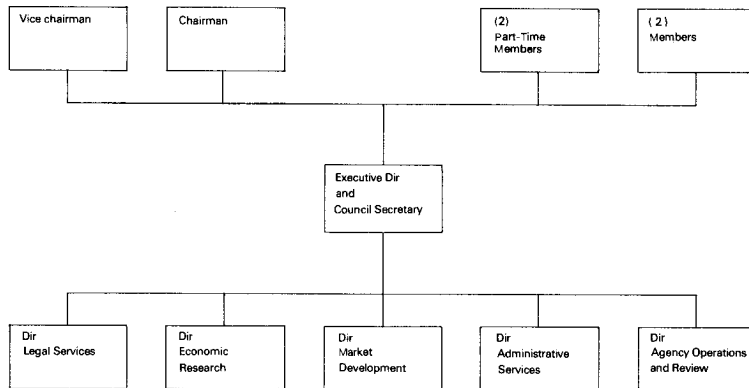 Vice chairman
Chairman
(2)
Part-Time
Members
(2)
Members
Executive Dir
and
Council Secretary
Dir
Legal Services
Dir
Economic
Research
Dir
Market
Development
Dir
Administrative
Services
Dir
Agency Operations
and Review